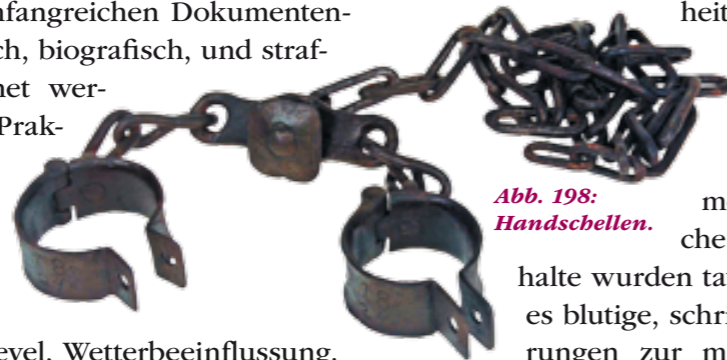 nfangreichen Dokumenten-
ch, biografisch, und straf-
net wer-
Prak-
evel, Wetterbeeinflussung,
heit
Abb. 198:
Handschellen.
m
che
halte wurden ta
es blutige, schri
rungen zur m